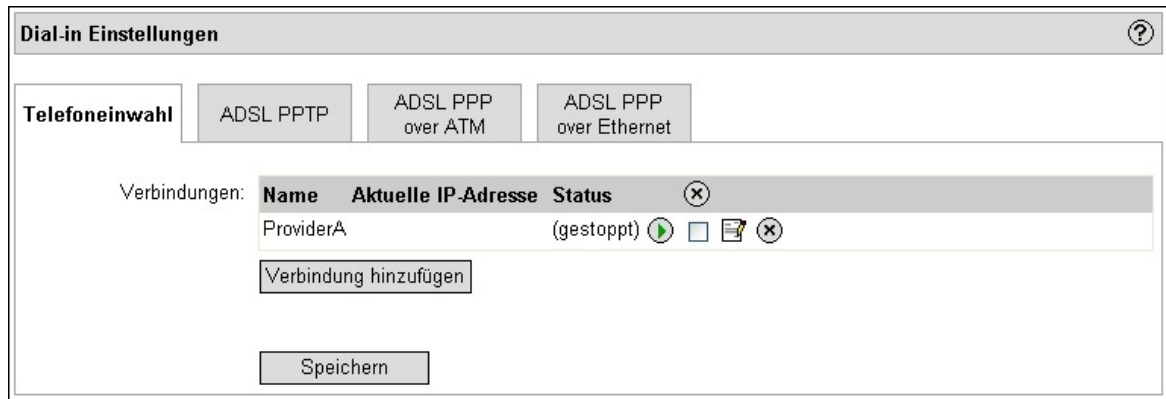 Dial-in Einstellungen
Telefoneinwahl
ADSL PPTP
ADSL PPP
over ATM
ADSL PPP
over Ethernet
Verbindungen:
Name Aktuelle IP-Adresse Status
ProviderA (gestoppt)
Verbindung hinzufügen
Speichern